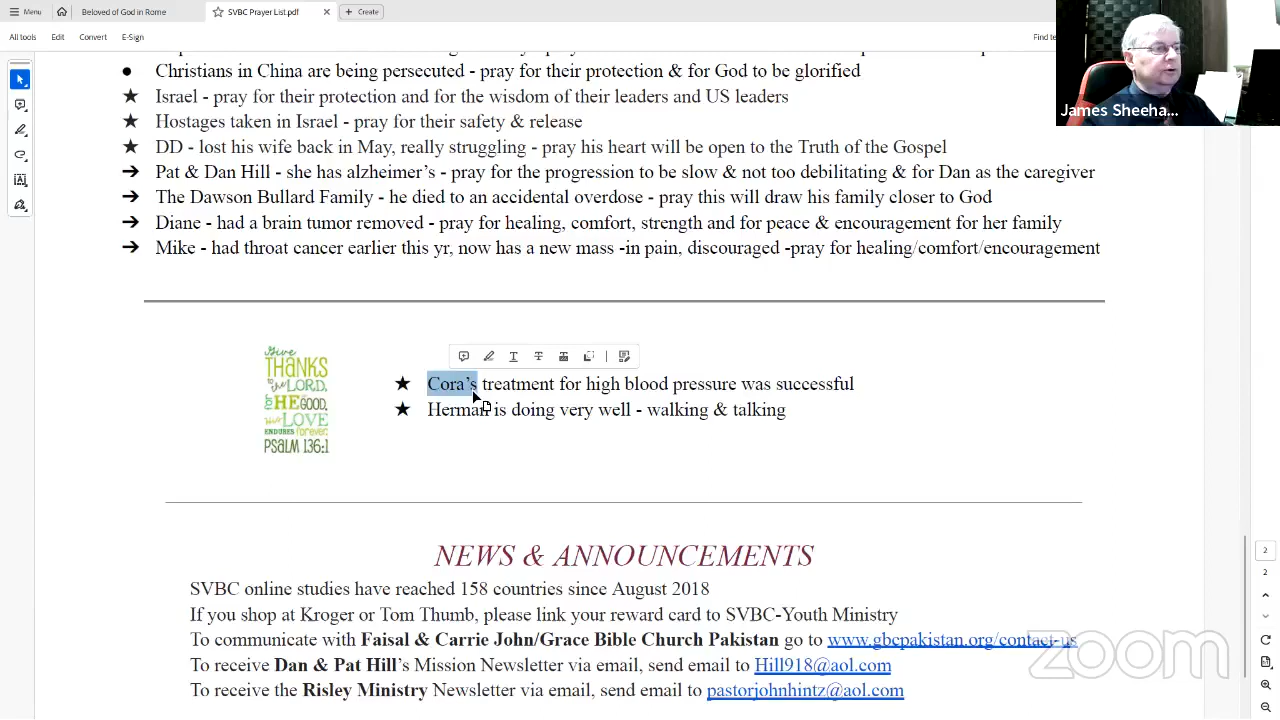 Menu
Beloved of God in Rome
SVBC Prayer List.pdf
Create
All tools
Edit
Convert
E-Sign
Find te
James Sheeha...
Christians in China are being persecuted - pray for their protection & for God to be glorified
Israel - pray for their protection and for the wisdom of their leaders and US leaders
Hostages taken in Israel - pray for their safety & release
DD - lost his wife back in May, really struggling - pray his heart will be open to the Truth of the Gospel
Pat & Dan Hill - she has alzheimer's - pray for the progression to be slow & not too debilitating & for Dan as the caregiver
The Dawson Bullard Family - he died to an accidental overdose - pray this will draw his family closer to God
Diane - had a brain tumor removed - pray for healing, comfort, strength and for peace & encouragement for her family
Mike - had throat cancer earlier this yr, now has a new mass -in pain, discouraged -pray for healing/comfort/encouragement
Give
THANKS
to the LORD,
for HE is GOOD.
His LOVE
ENDURES forever.
PSALM 136:1
Cora's treatment for high blood pressure was successful
Herman is doing very well - walking & talking
NEWS & ANNOUNCEMENTS
SVBC online studies have reached 158 countries since August 2018
If you shop at Kroger or Tom Thumb, please link your reward card to SVBC-Youth Ministry
To communicate with Faisal & Carrie John/Grace Bible Church Pakistan go to www.gbcpakistan.org/contact-us
To receive Dan & Pat Hill's Mission Newsletter via email, send email to Hill918@aol.com
To receive the Risley Ministry Newsletter via email, send email to pastorjohnhintz@aol.com
2
2
zoom